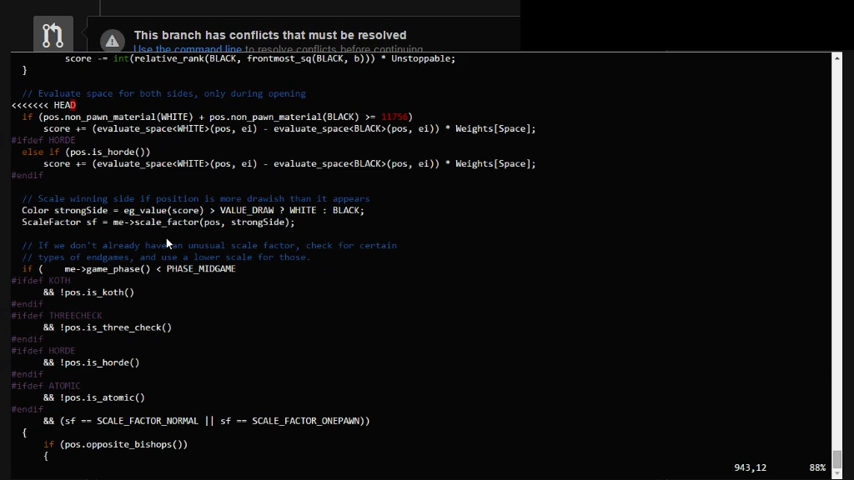 This branch has conflicts that must be resolved
Use the command line to resolve conflicts before continuing.
score -= int(relative_rank(BLACK, frontmost_sq(BLACK, b))) * Unstoppable;
}
// Evaluate space for both sides, only during opening
<<<<<<< HEAD
if (pos.non_pawn_material(WHITE) + pos.non_pawn_material(BLACK) >= 11756)
score += (evaluate_space<WHITE>(pos, ei) - evaluate_space<BLACK>(pos, ei)) * Weights[Space];
#ifdef HORDE
else if (pos.is_horde())
score += (evaluate_space<WHITE>(pos, ei) - evaluate_space<BLACK>(pos, ei)) * Weights[Space];
#endif
// Scale winning side if position is more drawish than it appears
Color strongSide = eg_value(score) > VALUE_DRAW ? WHITE : BLACK;
ScaleFactor sf = me->scale_factor(pos, strongSide);
// If we don't already have an unusual scale factor, check for certain
// types of endgames, and use a lower scale for those.
if (    me->game_phase() < PHASE_MIDGAME
#ifdef KOTH
&& !pos.is_koth()
#endif
#ifdef THREECHECK
&& !pos.is_three_check()
#endif
#ifdef HORDE
&& !pos.is_horde()
#endif
#ifdef ATOMIC
&& !pos.is_atomic()
#endif
&& (sf == SCALE_FACTOR_NORMAL || sf == SCALE_FACTOR_ONEPAWN))
{
if (pos.opposite_bishops())
{
943,12 88%